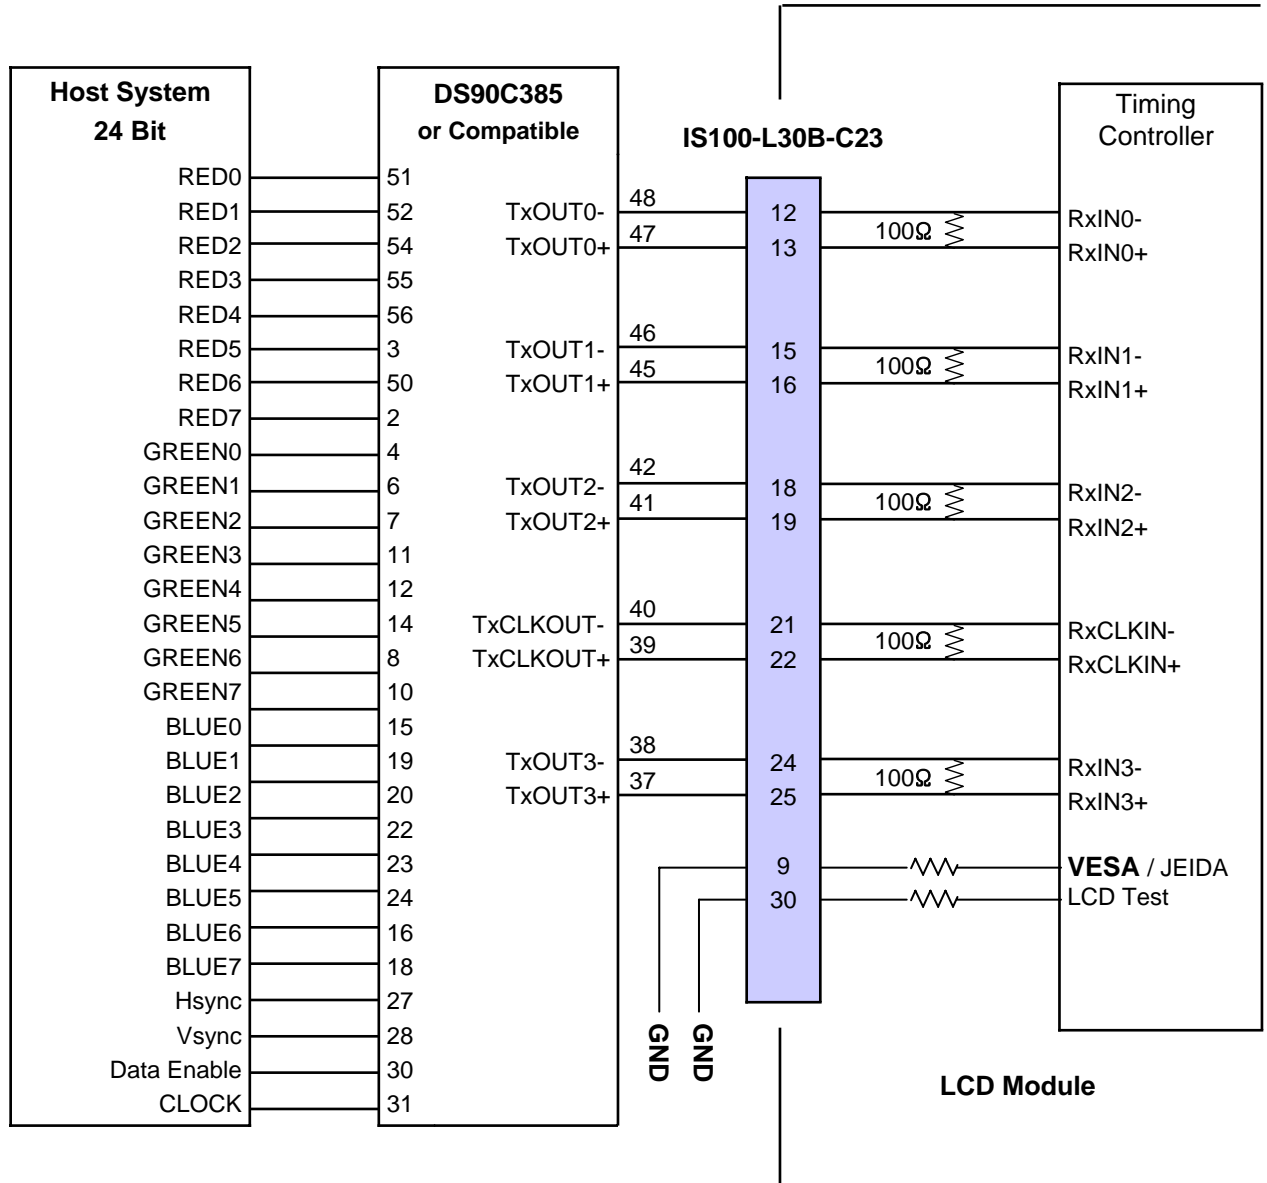 Host System
24 Bit
RED0
RED1
RED2
RED3
RED4
RED5
RED6
RED7
GREEN0
GREEN1
GREEN2
GREEN3
GREEN4
GREEN5
GREEN6
GREEN7
BLUE0
BLUE1
BLUE2
BLUE3
BLUE4
BLUE5
BLUE6
BLUE7
Hsync
Vsync
Data Enable
CLOCK
DS90C385
or Compatible
51
52
54
55
56
3
50
2
4
6
7
11
12
14
8
10
15
19
20
22
23
24
16
18
27
28
30
31
TxOUT0-
TxOUT0+
TxOUT1-
TxOUT1+
TxOUT2-
TxOUT2+
TxCLKOUT-
TxCLKOUT+
TxOUT3-
TxOUT3+
48
47
46
45
42
41
40
39
38
37
GND
GND
IS100-L30B-C23
12
13
15
16
18
19
21
22
24
25
9
30
100Ω
100Ω
100Ω
100Ω
100Ω
Timing
Controller
RxIN0-
RxIN0+
RxIN1-
RxIN1+
RxIN2-
RxIN2+
RxCLKIN-
RxCLKIN+
RxIN3-
RxIN3+
VESA / JEIDA
LCD Test
LCD Module